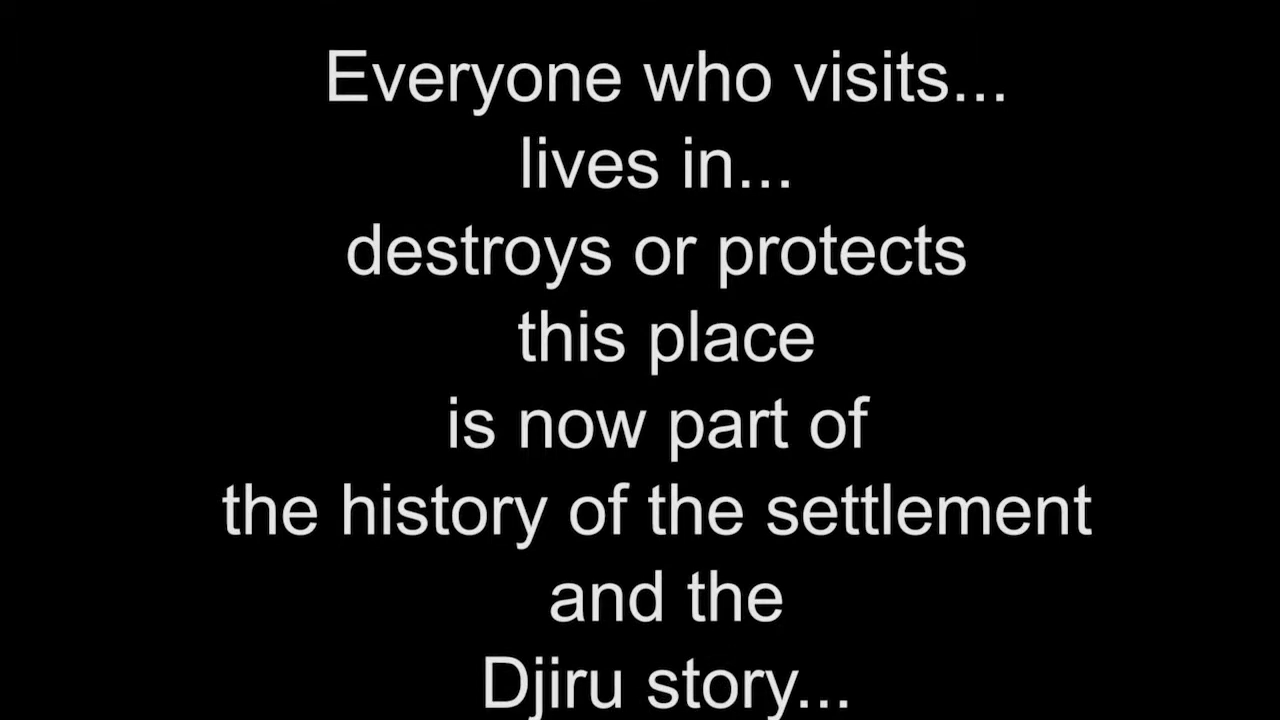 Everyone who visits...
lives in...
destroys or protects
this place
is now part of
the history of the settlement
and the
Djiru story...